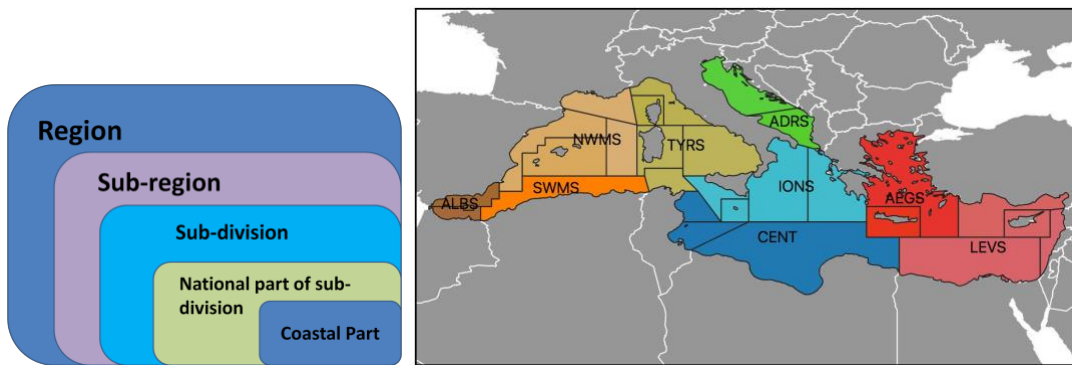 Region
Sub-region
Sub-division
National part of sub-
division
Coastal Part
NWMS
TYRS
ADRS
ALBS
SWMS
IONS
AEGS
CENT
LEVS